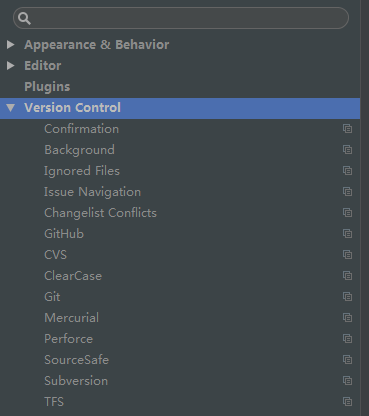 Appearance & Behavior
Editor
Plugins
Version Control
Confirmation
Background
Ignored Files
Issue Navigation
Changelist Conflicts
GitHub
CVS
ClearCase
Git
Mercurial
Perforce
SourceSafe
Subversion
TFS